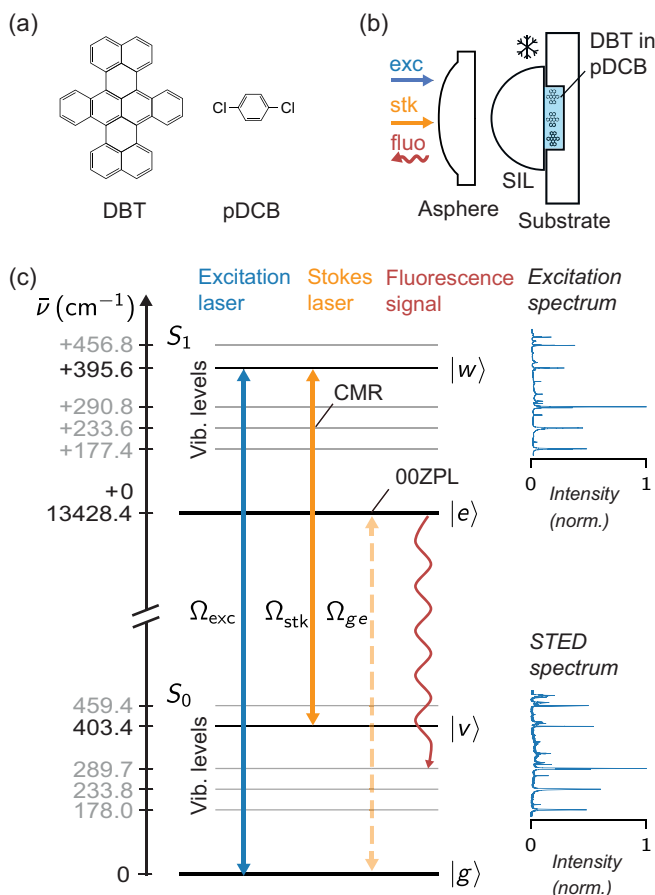 (a)
Cl
Cl
DBT
pDCB
(b)
exc
stk
fluo
DBT in
pDCB
SIL
Asphere
Substrate
(c)
ν̄ (cm⁻¹)
Excitation
laser
Stokes
laser
Fluorescence
signal
Excitation
spectrum
S₁
+456.8
+395.6
|w⟩
CMR
Vib. levels
+290.8
+233.6
+177.4
0
1
Intensity
(norm.)
+0
00ZPL
13428.4
|e⟩
Ω_exc
Ω_stk
Ω_ge
STED
spectrum
S₀
459.4
403.4
|v⟩
Vib. levels
289.7
233.8
178.0
0
1
Intensity
(norm.)
0
|g⟩